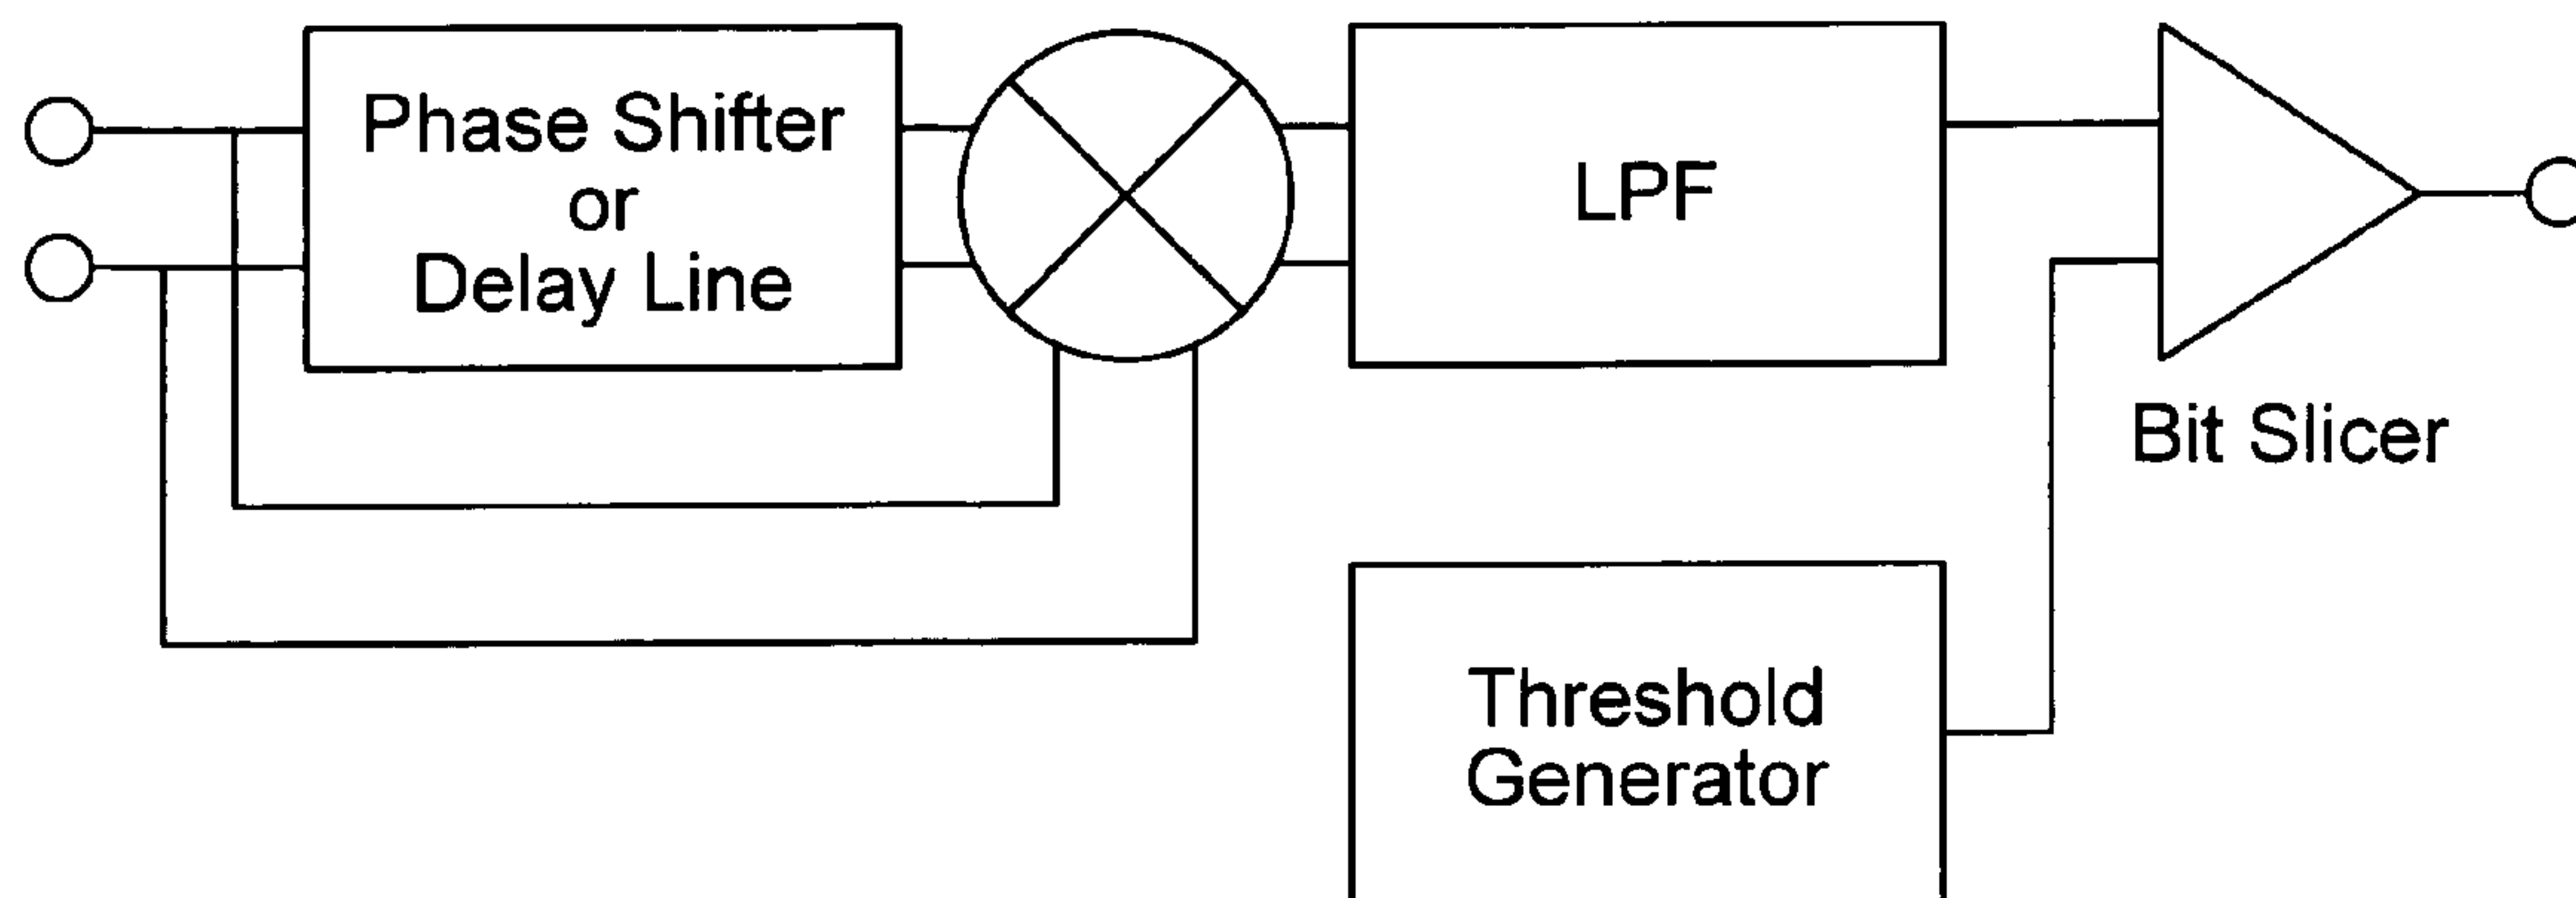 Phase Shifter
or
Delay Line
LPF
Bit Slicer
Threshold
Generator